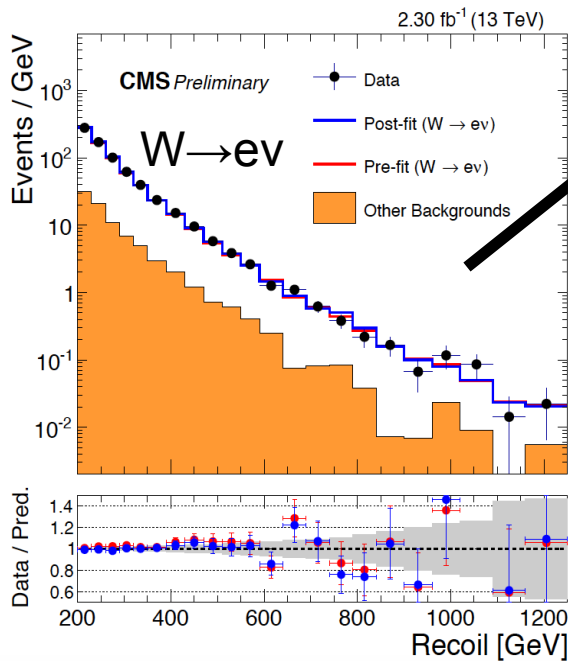 2.30 fb⁻¹ (13 TeV)
Events / GeV
10³
10²
10
1
10⁻¹
10⁻²
CMS Preliminary
W→eν
Data
Post-fit (W → eν)
Pre-fit (W → eν)
Other Backgrounds
Data / Pred.
1.4
1.2
1
0.8
0.6
200 400 600 800 1000 1200
Recoil [GeV]